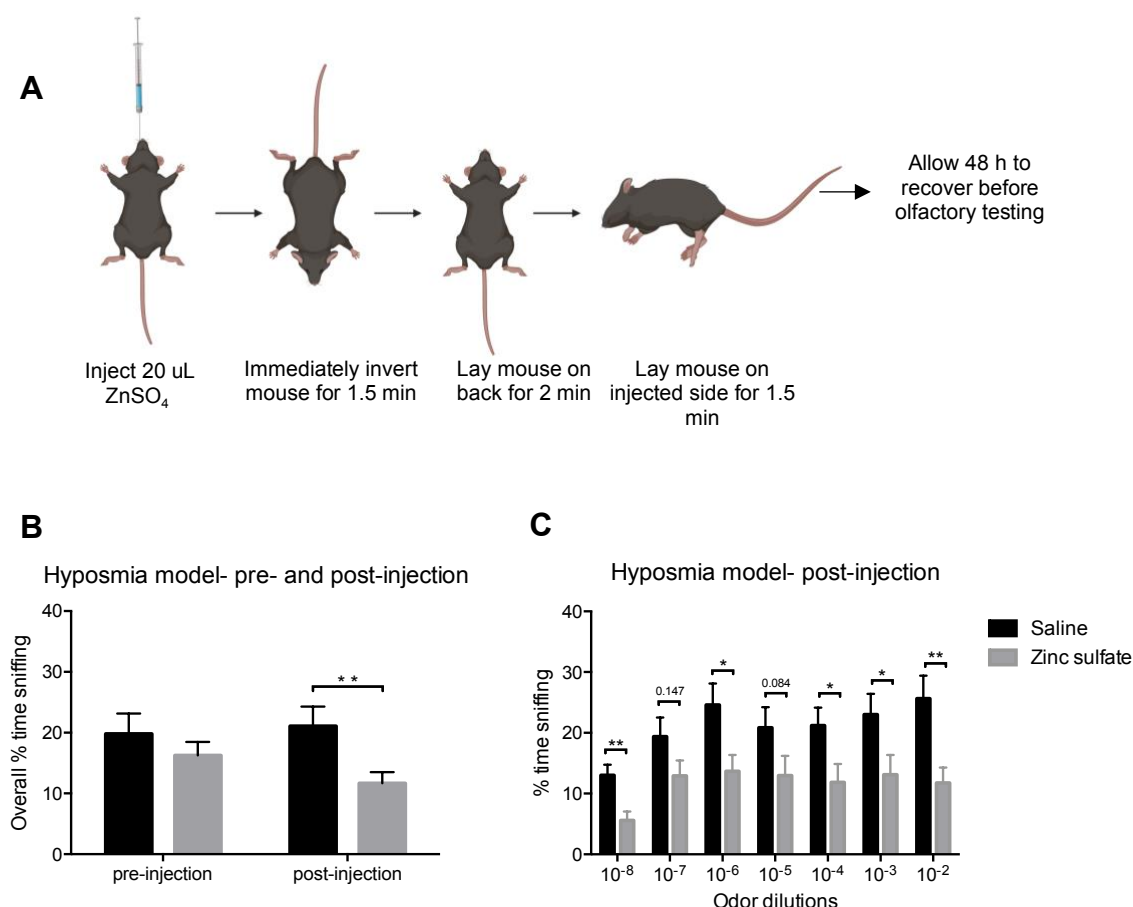 A
Allow 48 h to
recover before
olfactory testing
Inject 20 uL
ZnSO₄
Immediately invert
mouse for 1.5 min
Lay mouse on
back for 2 min
Lay mouse on
injected side for 1.5
min
B
Hyposmia model- pre- and post-injection
Overall % time sniffing
40
30
20
10
0
**
pre-injection
post-injection
C
Hyposmia model- post-injection
% time sniffing
40
30
20
10
0
** 0.147 * 0.084 * * **
10⁻⁸ 10⁻⁷ 10⁻⁶ 10⁻⁵ 10⁻⁴ 10⁻³ 10⁻²
Odor dilutions
Saline
Zinc sulfate